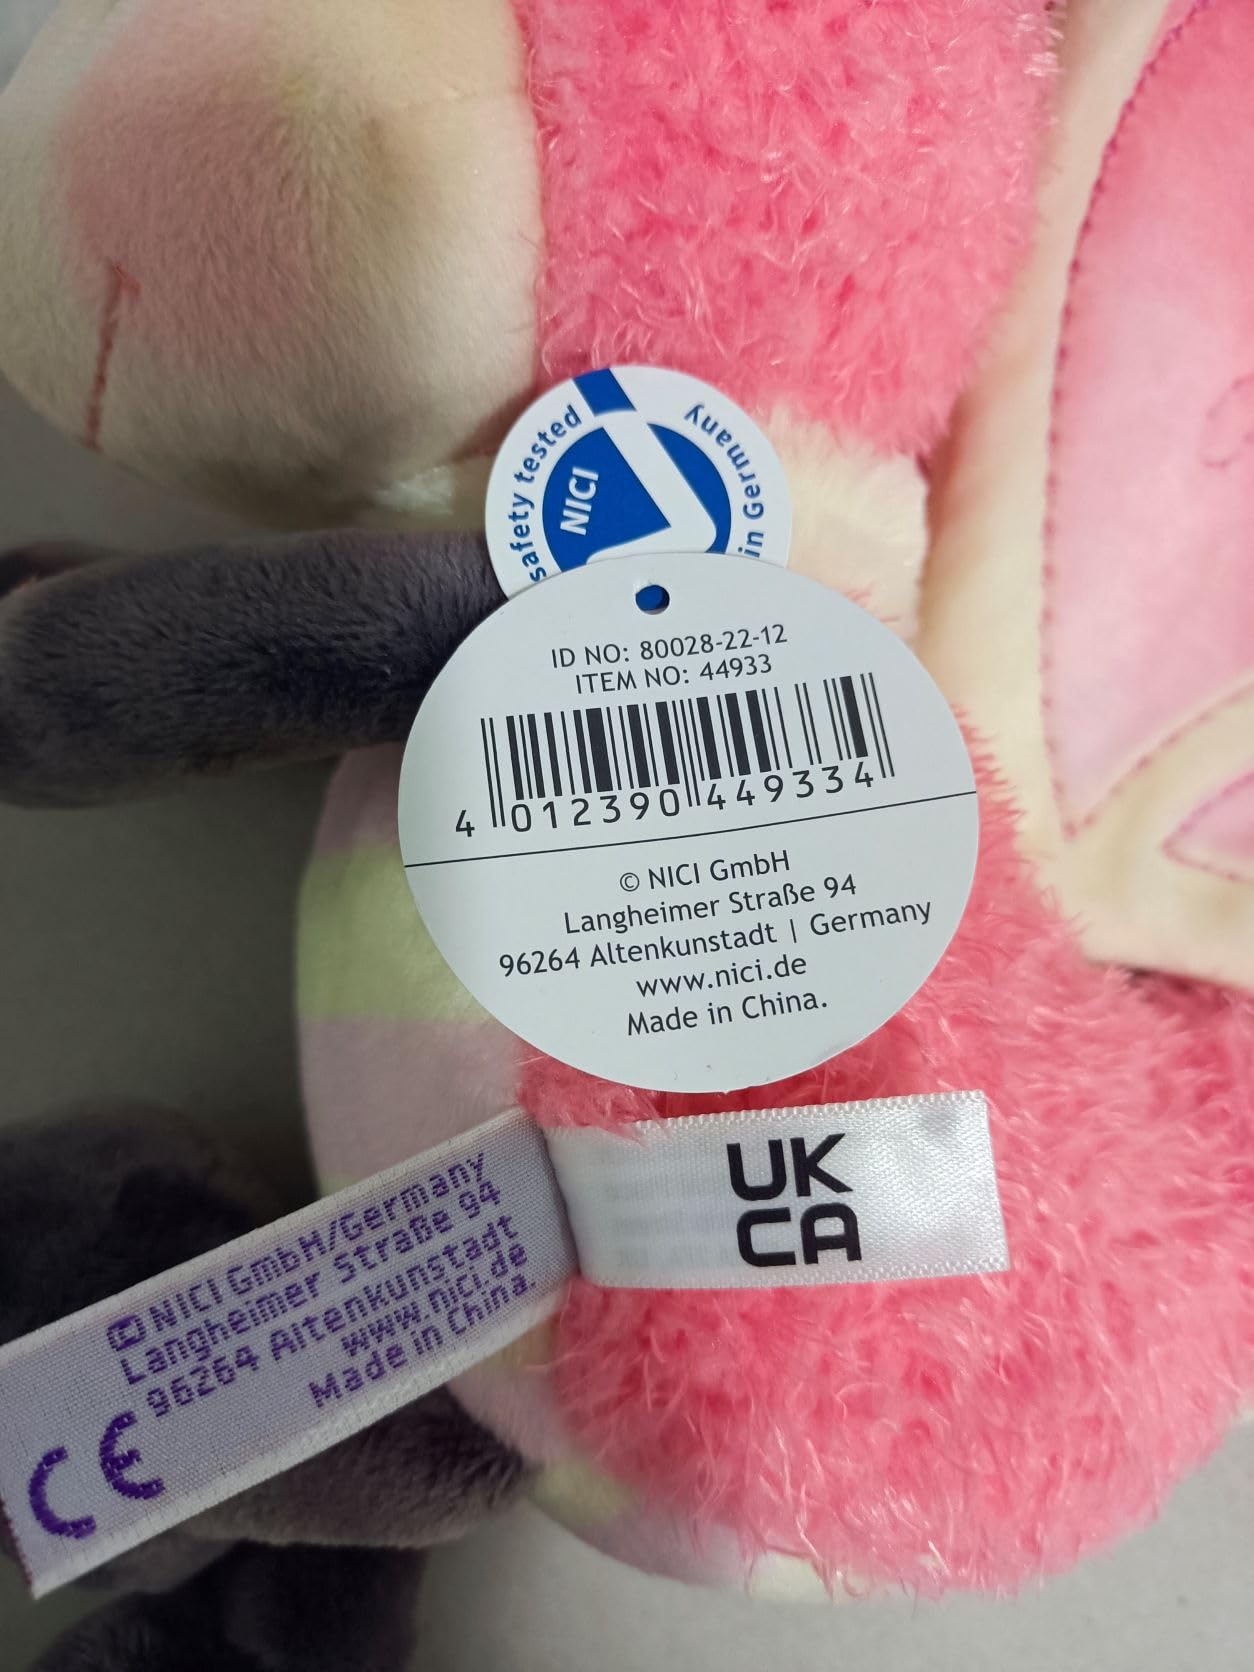 safety tested
in Germany
NICI
ID NO: 80028-22-12
ITEM NO: 44933
4 012390 449334
© NICI GmbH
Langheimer Straße 94
96264 Altenkunstadt | Germany
www.nici.de
Made in China.
UK
CA
© NICI GmbH/Germany
Langheimer Straße 94
96264 Altenkunstadt
www.nici.de
Made in China.
CE